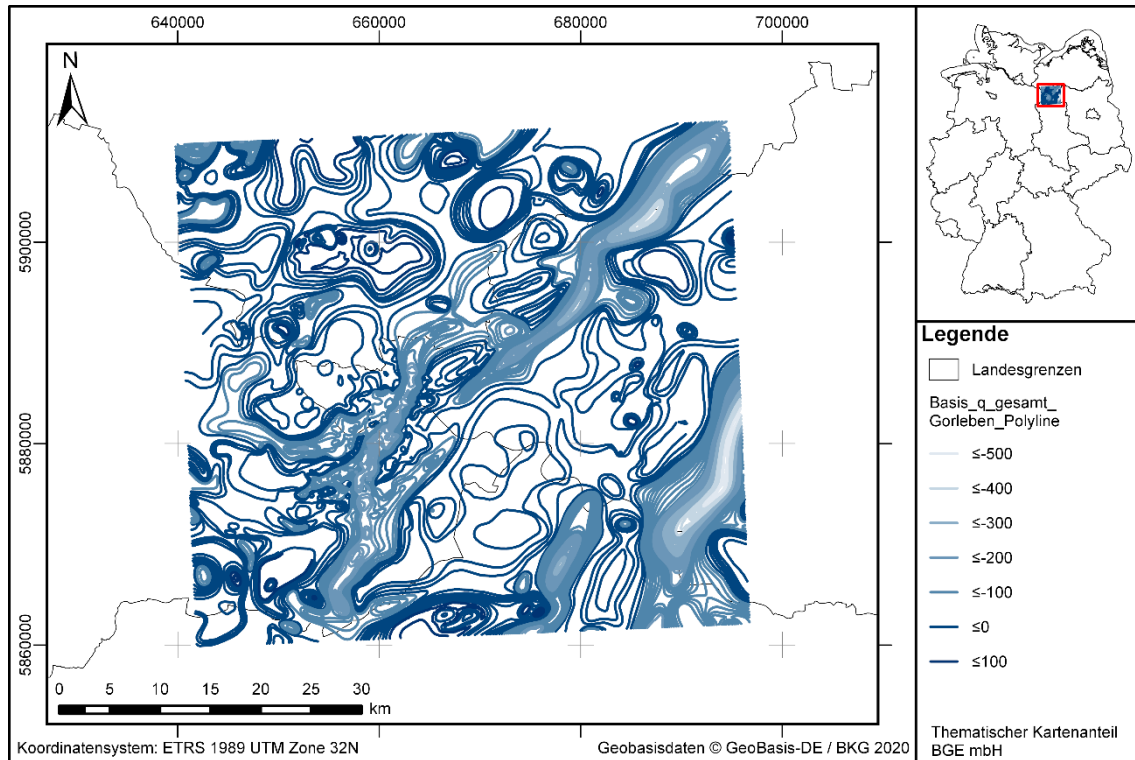 640000
660000
680000
700000
N
5900000
5880000
5860000
0 5 10 15 20 25 30
km
Koordinatensystem: ETRS 1989 UTM Zone 32N
Geobasisdaten © GeoBasis-DE / BKG 2020
Legende
Landesgrenzen
Basis_q_gesamt_
Gorleben_Polyline
≤-500
≤-400
≤-300
≤-200
≤-100
≤0
≤100
Thematischer Kartenanteil
BGE mbH